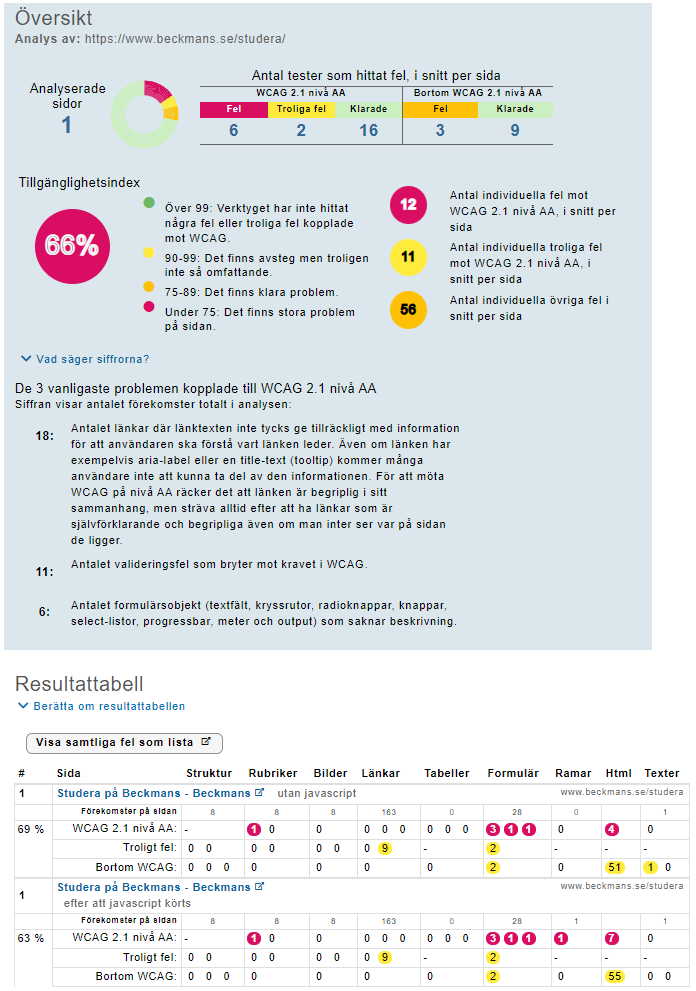 Översikt
Analys av: https://www.beckmans.se/studera/
Analyserade
sidor
1
Antal tester som hittat fel, i snitt per sida
WCAG 2.1 nivå AA Bortom WCAG 2.1 nivå AA
Fel Troliga fel Klarade Fel Klarade
6 2 16 3 9
Tillgänglighetsindex
66%
Över 99: Verktyget har inte hittat
några fel eller troliga fel kopplade
mot WCAG.
90-99: Det finns avsteg men troligen
inte så omfattande.
75-89: Det finns klara problem.
Under 75: Det finns stora problem
på sidan.
12 Antal individuella fel mot
WCAG 2.1 nivå AA, i snitt per
sida
11 Antal individuella troliga fel
mot WCAG 2.1 nivå AA, i
snitt per sida
56 Antal individuella övriga fel i
snitt per sida
Vad säger siffrorna?
De 3 vanligaste problemen kopplade till WCAG 2.1 nivå AA
Siffran visar antalet förekomster totalt i analysen:
18: Antalet länkar där länktexten inte tycks ge tillräckligt med information
för att användaren ska förstå vart länken leder. Även om länken har
exempelvis aria-label eller en title-text (tooltip) kommer många
användare inte att kunna ta del av den informationen. För att möta
WCAG på nivå AA räcker det att länken är begriplig i sitt
sammanhang, men sträva alltid efter att ha länkar som är
självförklarande och begripliga även om man inter ser var på sidan
de ligger.
11: Antalet valideringsfel som bryter mot kravet i WCAG.
6: Antalet formulärsobjekt (textfält, kryssrutor, radioknappar, knappar,
select-listor, progressbar, meter och output) som saknar beskrivning.
Resultattabell
Berätta om resultattabellen
Visa samtliga fel som lista
# Sida Struktur Rubriker Bilder Länkar Tabeller Formulär Ramar Html Texter
1 Studera på Beckmans - Beckmans utan javascript www.beckmans.se/studera
Förekomster på sidan 8 8 8 163 0 28 0 1
69 % WCAG 2.1 nivå AA: - 1 0 0 0 0 0 0 0 0 3 1 1 0 4 0
Troligt fel: 0 0 0 0 0 0 0 9 - 2 - - -
Bortom WCAG: 0 0 0 0 0 0 0 0 2 51 1 0
1 Studera på Beckmans - Beckmans www.beckmans.se/studera
efter att javascript körts
Förekomster på sidan 8 8 8 163 0 28 1 1
63 % WCAG 2.1 nivå AA: - 1 0 0 0 0 0 0 0 0 3 1 1 1 7 0
Troligt fel: 0 0 0 0 0 0 0 9 - 2 - - -
Bortom WCAG: 0 0 0 0 0 0 0 0 2 55 0 0